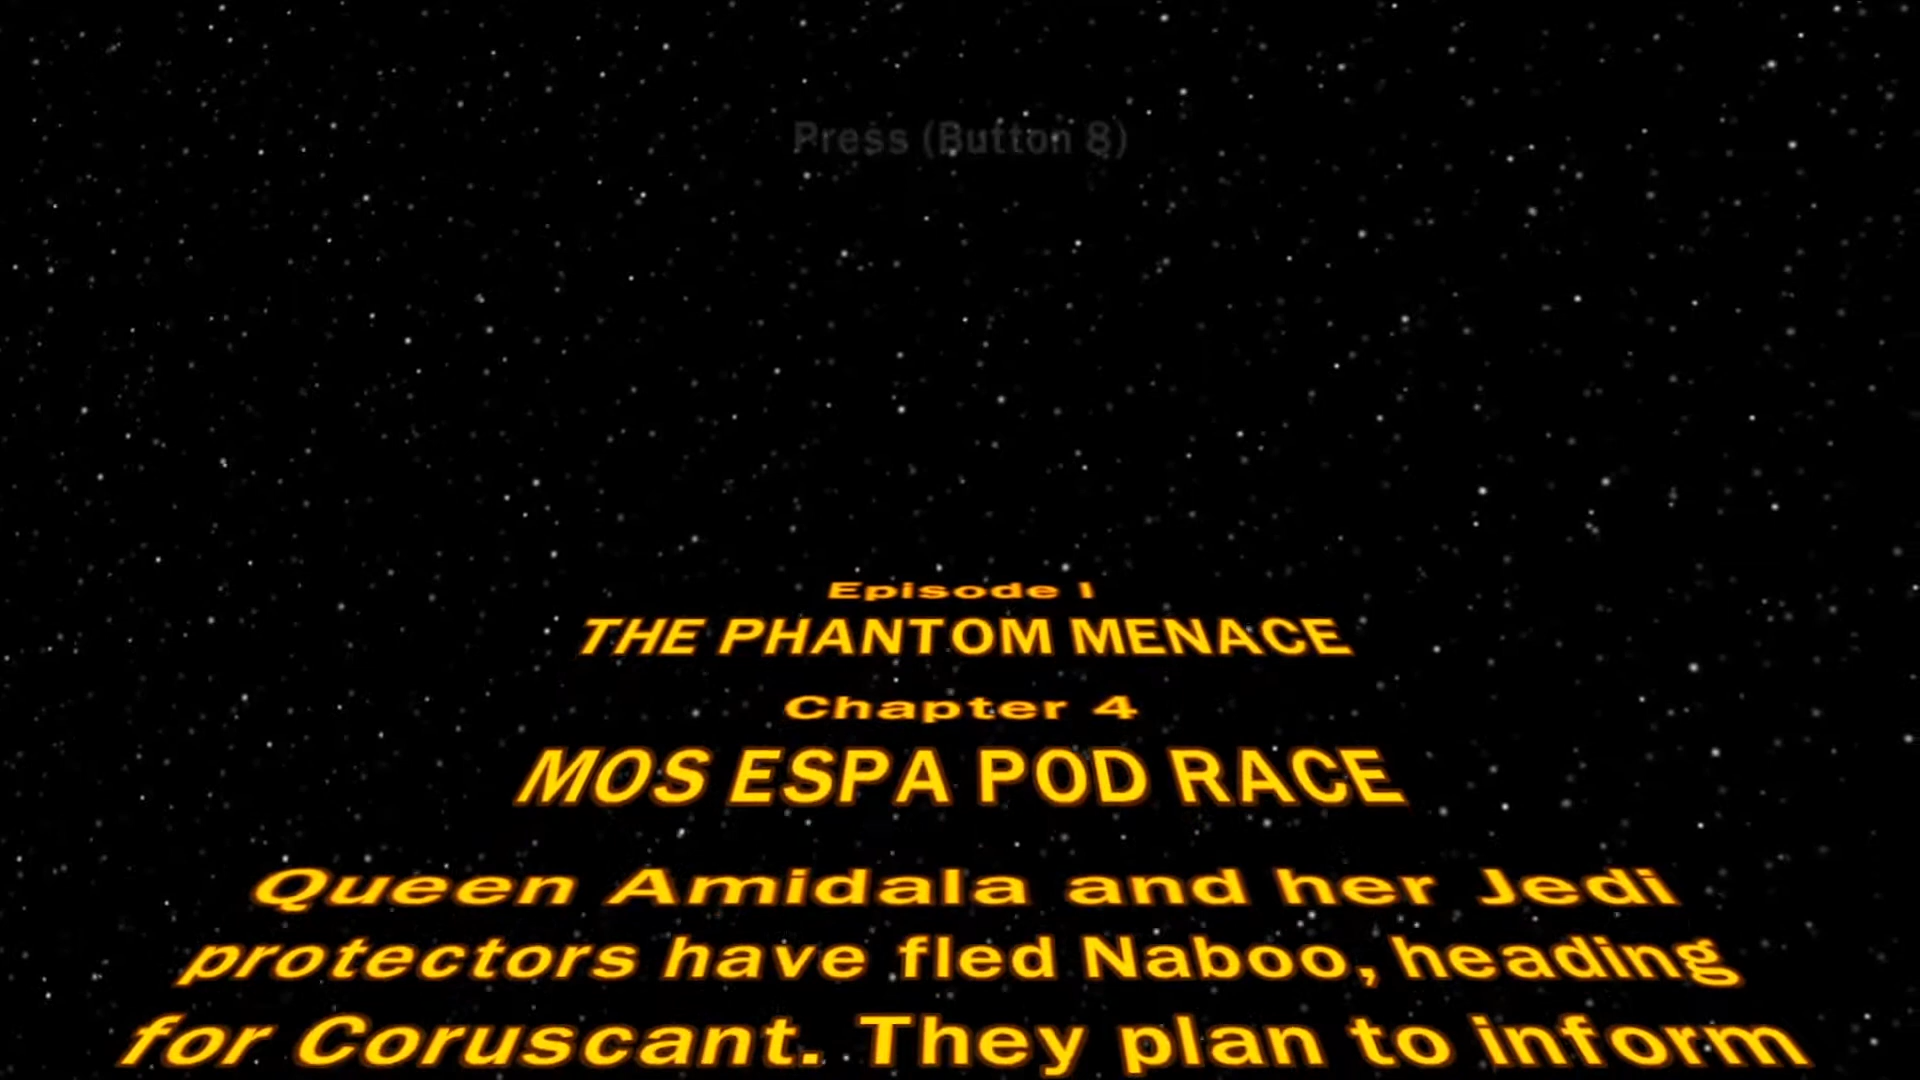 Press (Button 8)
Episode I
THE PHANTOM MENACE
Chapter 4
MOS ESPA POD RACE
Queen Amidala and her Jedi
protectors have fled Naboo, heading
for Coruscant. They plan to inform